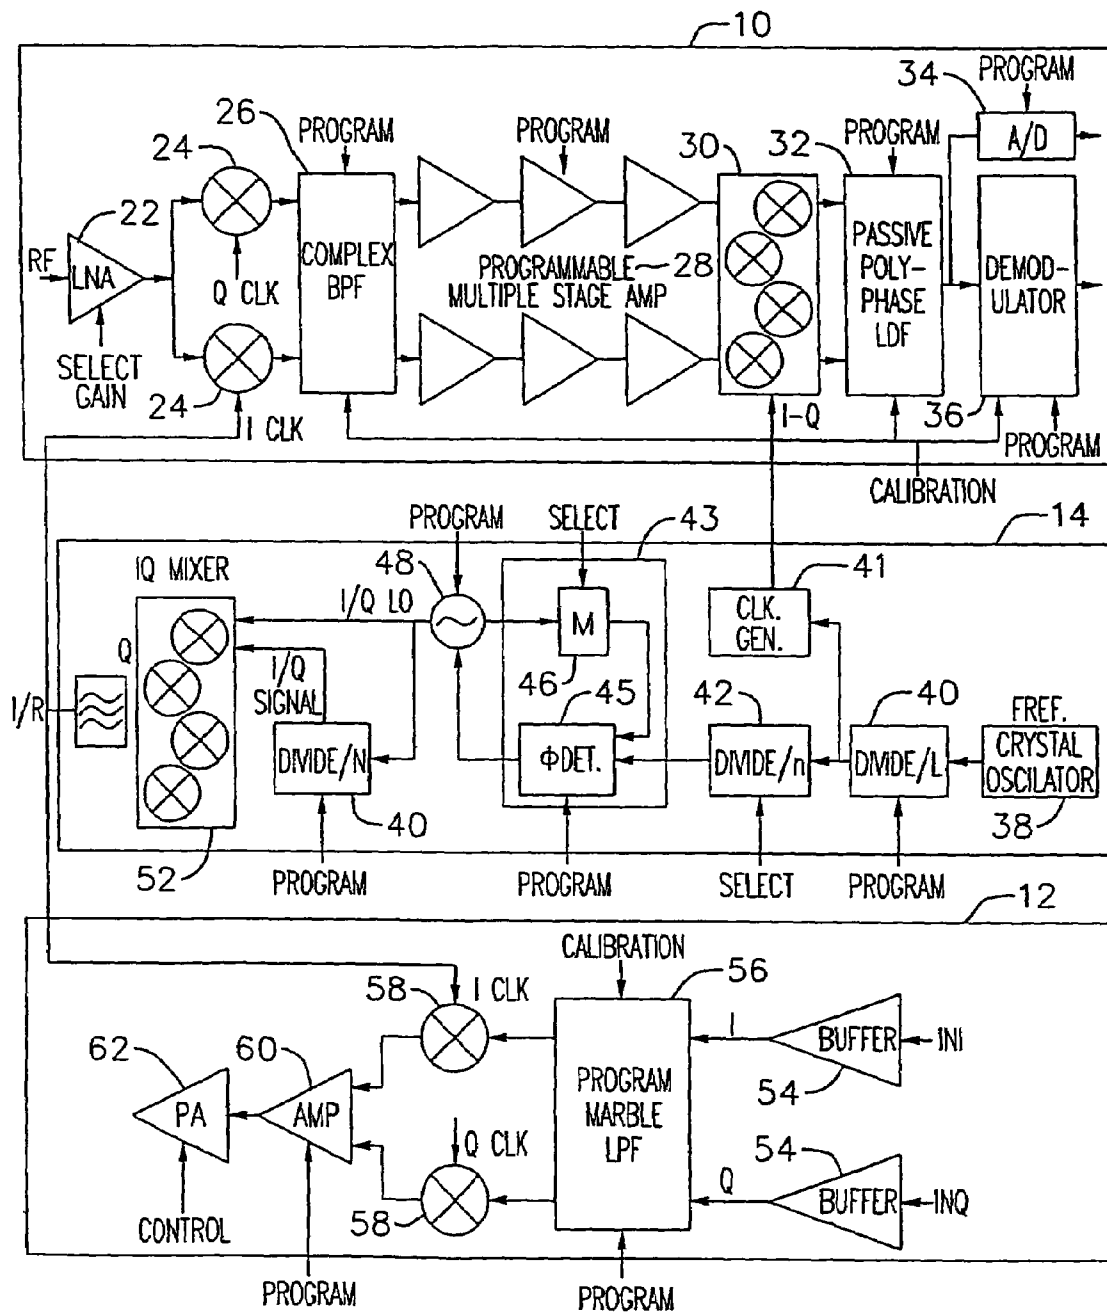 10
34
PROGRAM
A/D
26
PROGRAM
PROGRAM
24
30
32
PROGRAM
22
RF
LNA
Q CLK
COMPLEX
BPF
PROGRAMMABLE
MULTIPLE STAGE AMP
28
PASSIVE
POLY-
PHASE
LDF
DEMOD-
ULATOR
SELECT
GAIN
24
I CLK
I-Q
36
PROGRAM
CALIBRATION
14
PROGRAM
SELECT
43
IQ MIXER
48
I/Q LO
M
46
41
CLK.
GEN.
Q
I/R
I/Q
SIGNAL
45
42
40
FREF.
CRYSTAL
OSCILATOR
38
DIVIDE/N
40
ΦDET.
DIVIDE/n
DIVIDE/L
52
PROGRAM
PROGRAM
SELECT
PROGRAM
12
CALIBRATION
58
I CLK
56
I
BUFFER
INI
54
62
60
PA
AMP
PROGRAM
MARBLE
LPF
Q CLK
54
Q
BUFFER
INQ
58
CONTROL
PROGRAM
PROGRAM